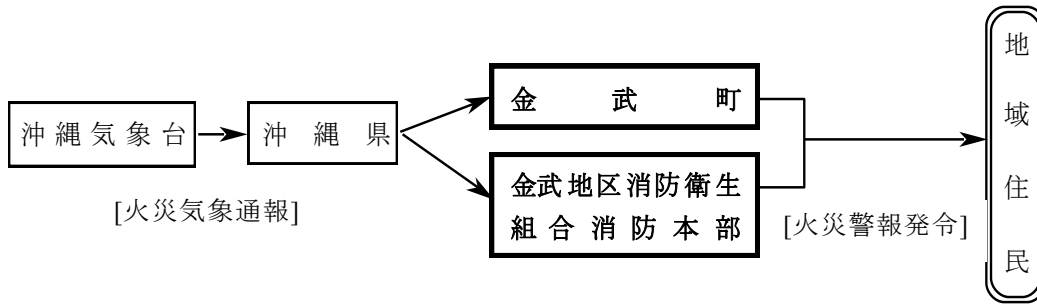 沖縄気象台
沖縄県
金武町
金武地区消防衛生
組合消防本部
[火災気象通報]
[火災警報発令]
地域住民